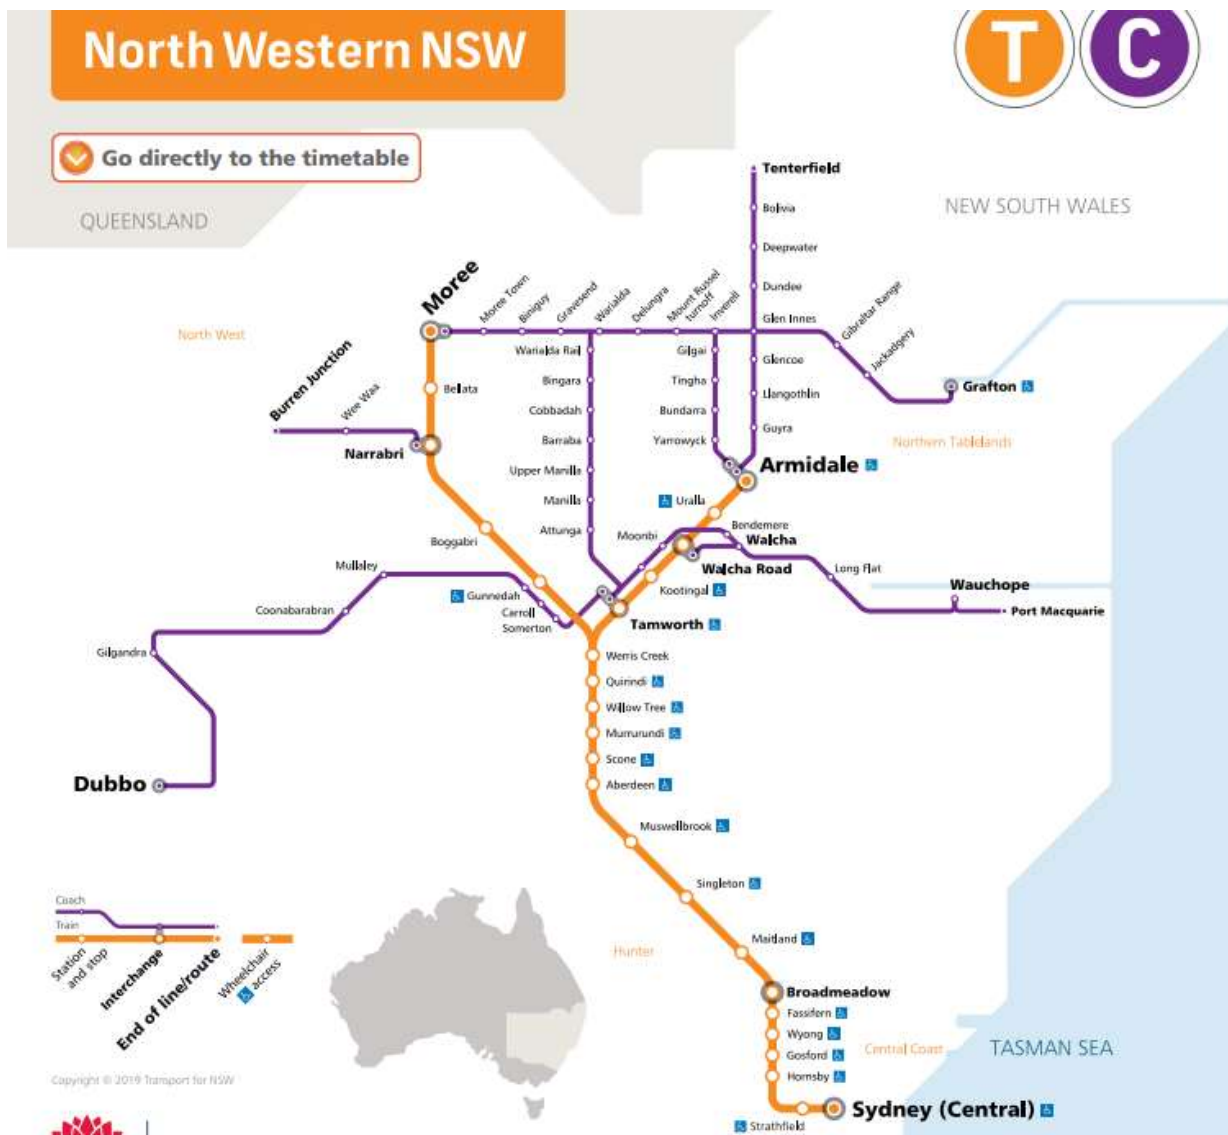 North Western NSW
T
C
Go directly to the timetable
QUEENSLAND
NEW SOUTH WALES
Tenterfield
Bolivia
Deepwater
Dundee
Glen Innes
Moree
Moree Town
Biniguy
Gravesend
Warialda
Delungra
Mount Russel
turnoff
Inverell
Gibraltar Range
Jackadgery
Grafton
North West
Northern Tablelands
Burren Junction
Wee Waa
Narrabri
Bellata
Warialda Rail
Bingara
Cobbadah
Barraba
Upper Manilla
Manilla
Attunga
Gilgai
Tingha
Bundarra
Yarrowyck
Glencoe
Llangothlin
Guyra
Armidale
Uralla
Boggabri
Moonbi
Bendemere
Walcha
Walcha Road
Long Flat
Wauchope
Port Macquarie
Kootingal
Tamworth
Mullaley
Gunnedah
Carroll
Somerton
Coonabarabran
Gilgandra
Dubbo
Werris Creek
Quirindi
Willow Tree
Murrurundi
Scone
Aberdeen
Muswellbrook
Singleton
Maitland
Hunter
Broadmeadow
Fassifern
Wyong
Gosford
Hornsby
Central Coast
TASMAN SEA
Sydney (Central)
Strathfield
Coach
Train
Station
and stop
Interchange
End of line/route
Wheelchair
access
Copyright © 2019 Transport for NSW